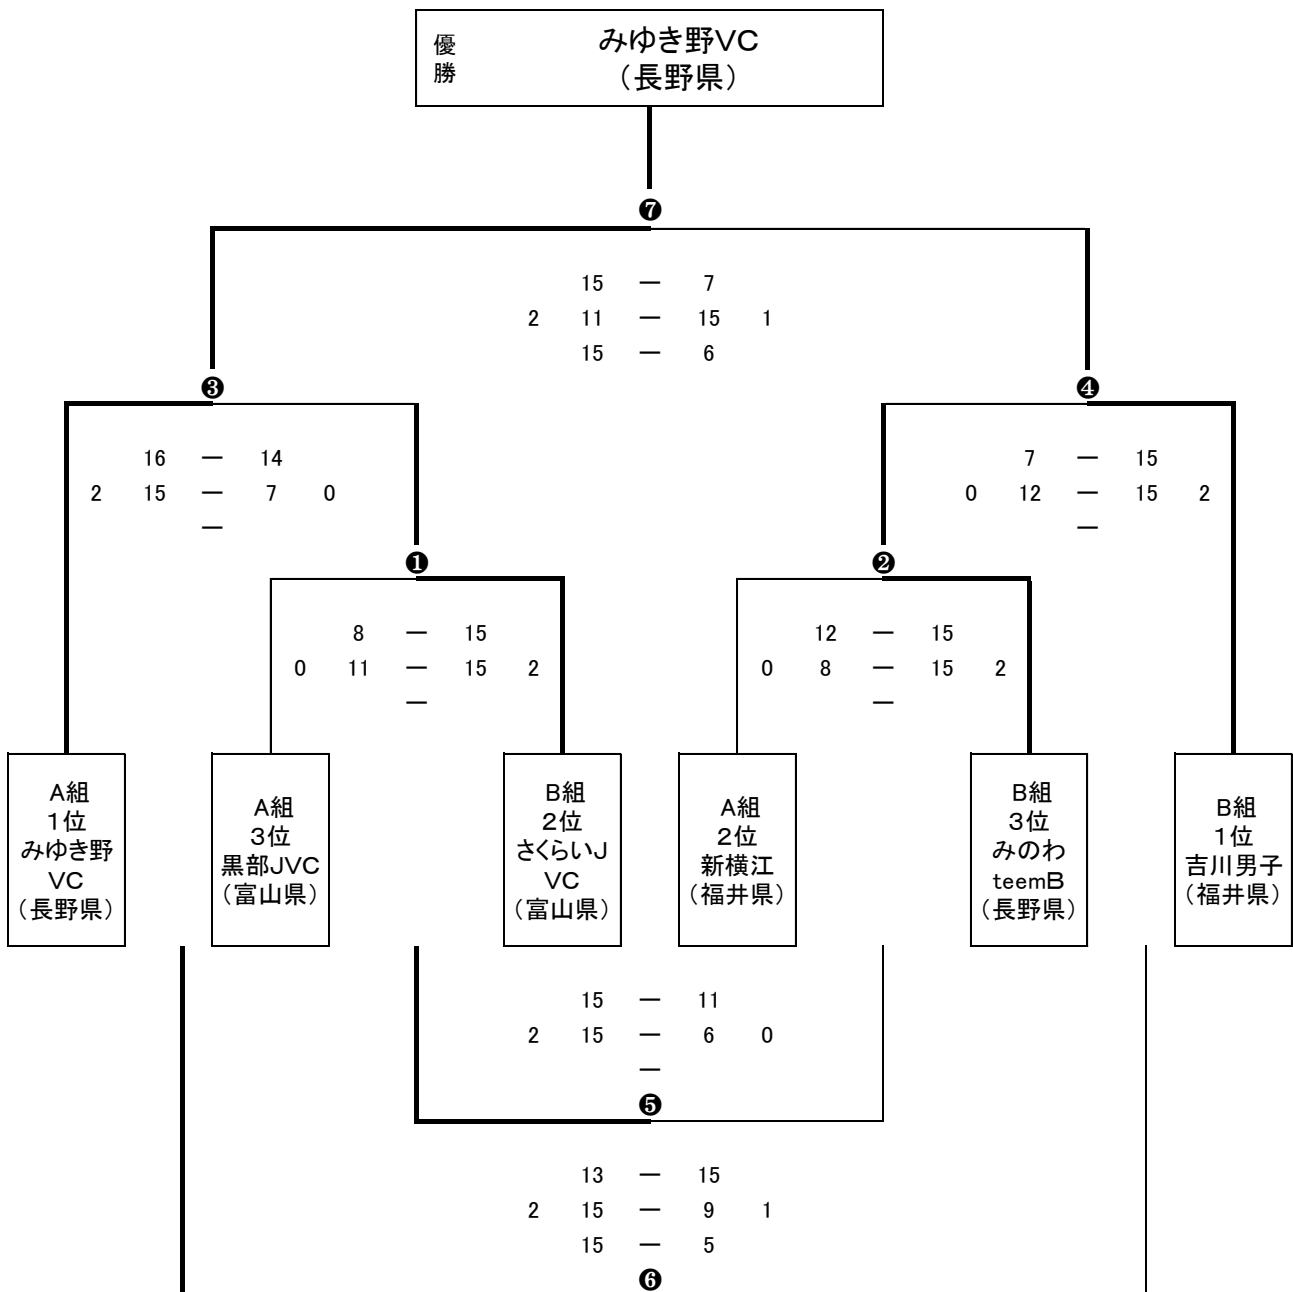 優勝
みゆき野VC
（長野県）
❼
15 ― 7
2 11 ― 15 1
15 ― 6
❸ ❹
16 ― 14 7 ― 15
2 15 ― 7 0 0 12 ― 15 2
― ―
❶ ❷
8 ― 15 12 ― 15
0 11 ― 15 2 0 8 ― 15 2
― ―
A組
1位
みゆき野
VC
（長野県）
A組
3位
黒部JVC
（富山県）
B組
2位
さくらいJ
VC
（富山県）
A組
2位
新横江
（福井県）
B組
3位
みのわ
teemB
（長野県）
B組
1位
吉川男子
（福井県）
15 ― 11
2 15 ― 6 0
―
❺
13 ― 15
2 15 ― 9 1
15 ― 5
❻